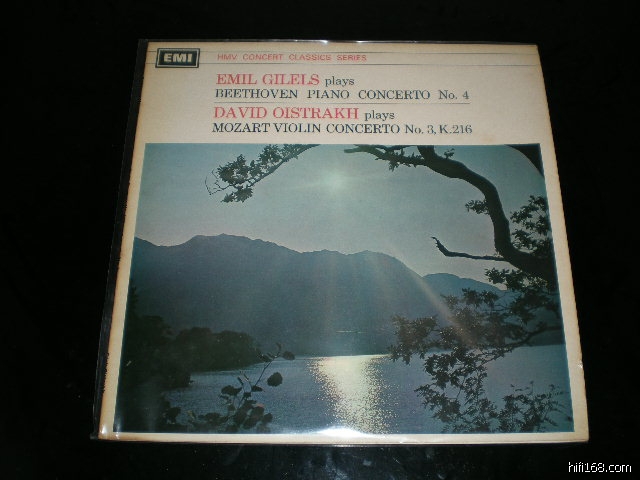 EMI
HMV CONCERT CLASSICS SERIES
EMIL GILELS plays
BEETHOVEN PIANO CONCERTO No. 4
DAVID OISTRAKH plays
MOZART VIOLIN CONCERTO No. 3, K.216
hifi168.com